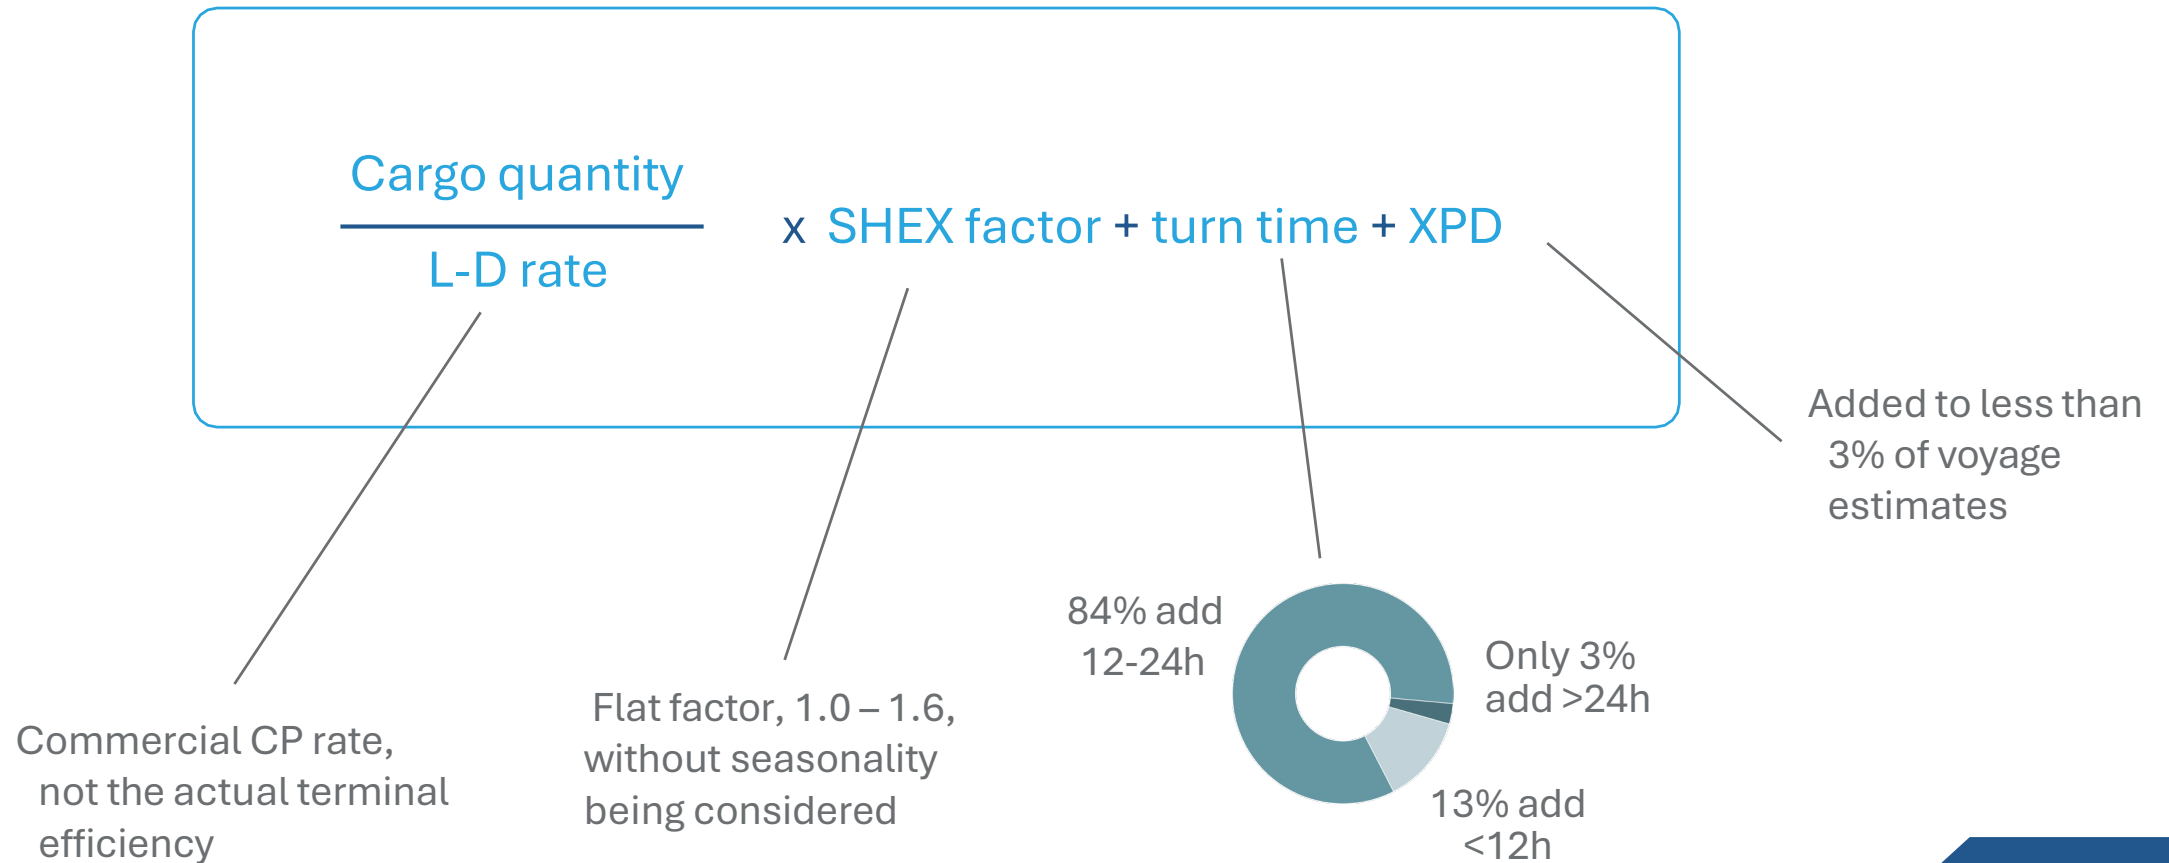 Cargo quantity
L-D rate
x SHEX factor + turn time + XPD
Added to less than
3% of voyage
estimates
84% add
12-24h
Only 3%
add >24h
13% add
<12h
Flat factor, 1.0 – 1.6,
without seasonality
being considered
Commercial CP rate,
not the actual terminal
efficiency